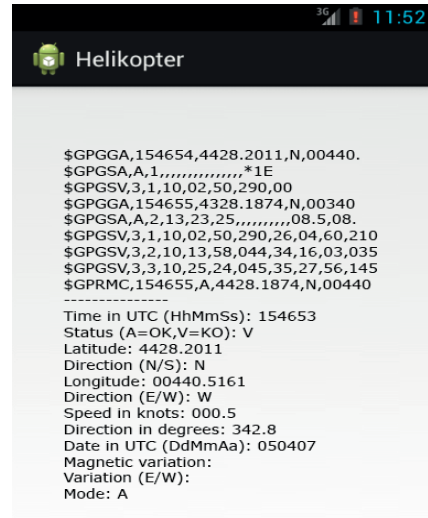 3G 11:52
Helikopter
$GPGGA,154654,4428.2011,N,00440.
$GPGSA,A,1,,,,,,,,,,,,,,,*1E
$GPGSV,3,1,10,02,50,290,00
$GPGGA,154655,4328.1874,N,00340
$GPGSA,A,2,13,23,25,,,,,,,,,,08.5,08.
$GPGSV,3,1,10,02,50,290,26,04,60,210
$GPGSV,3,2,10,13,58,044,34,16,03,035
$GPGSV,3,3,10,25,24,045,35,27,56,145
$GPRMC,155455,A,4428.1874,N,00440
---------------
Time in UTC (HhMmSs): 154653
Status (A=OK,V=KO): V
Latitude: 4428.2011
Direction (N/S): N
Longitude: 00440.5161
Direction (E/W): W
Speed in knots: 000.5
Direction in degrees: 342.8
Date in UTC (DdMmAa): 050407
Magnetic variation:
Variation (E/W):
Mode: A